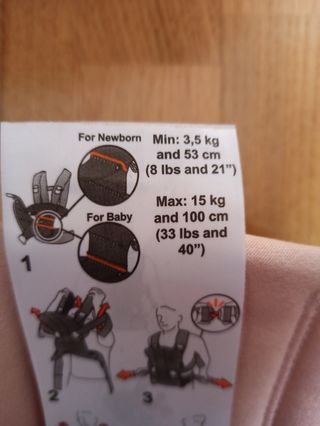 For Newborn
Min: 3,5 kg
and 53 cm
(8 lbs and 21")
For Baby
Max: 15 kg
and 100 cm
(33 lbs and
40")
1
2
3